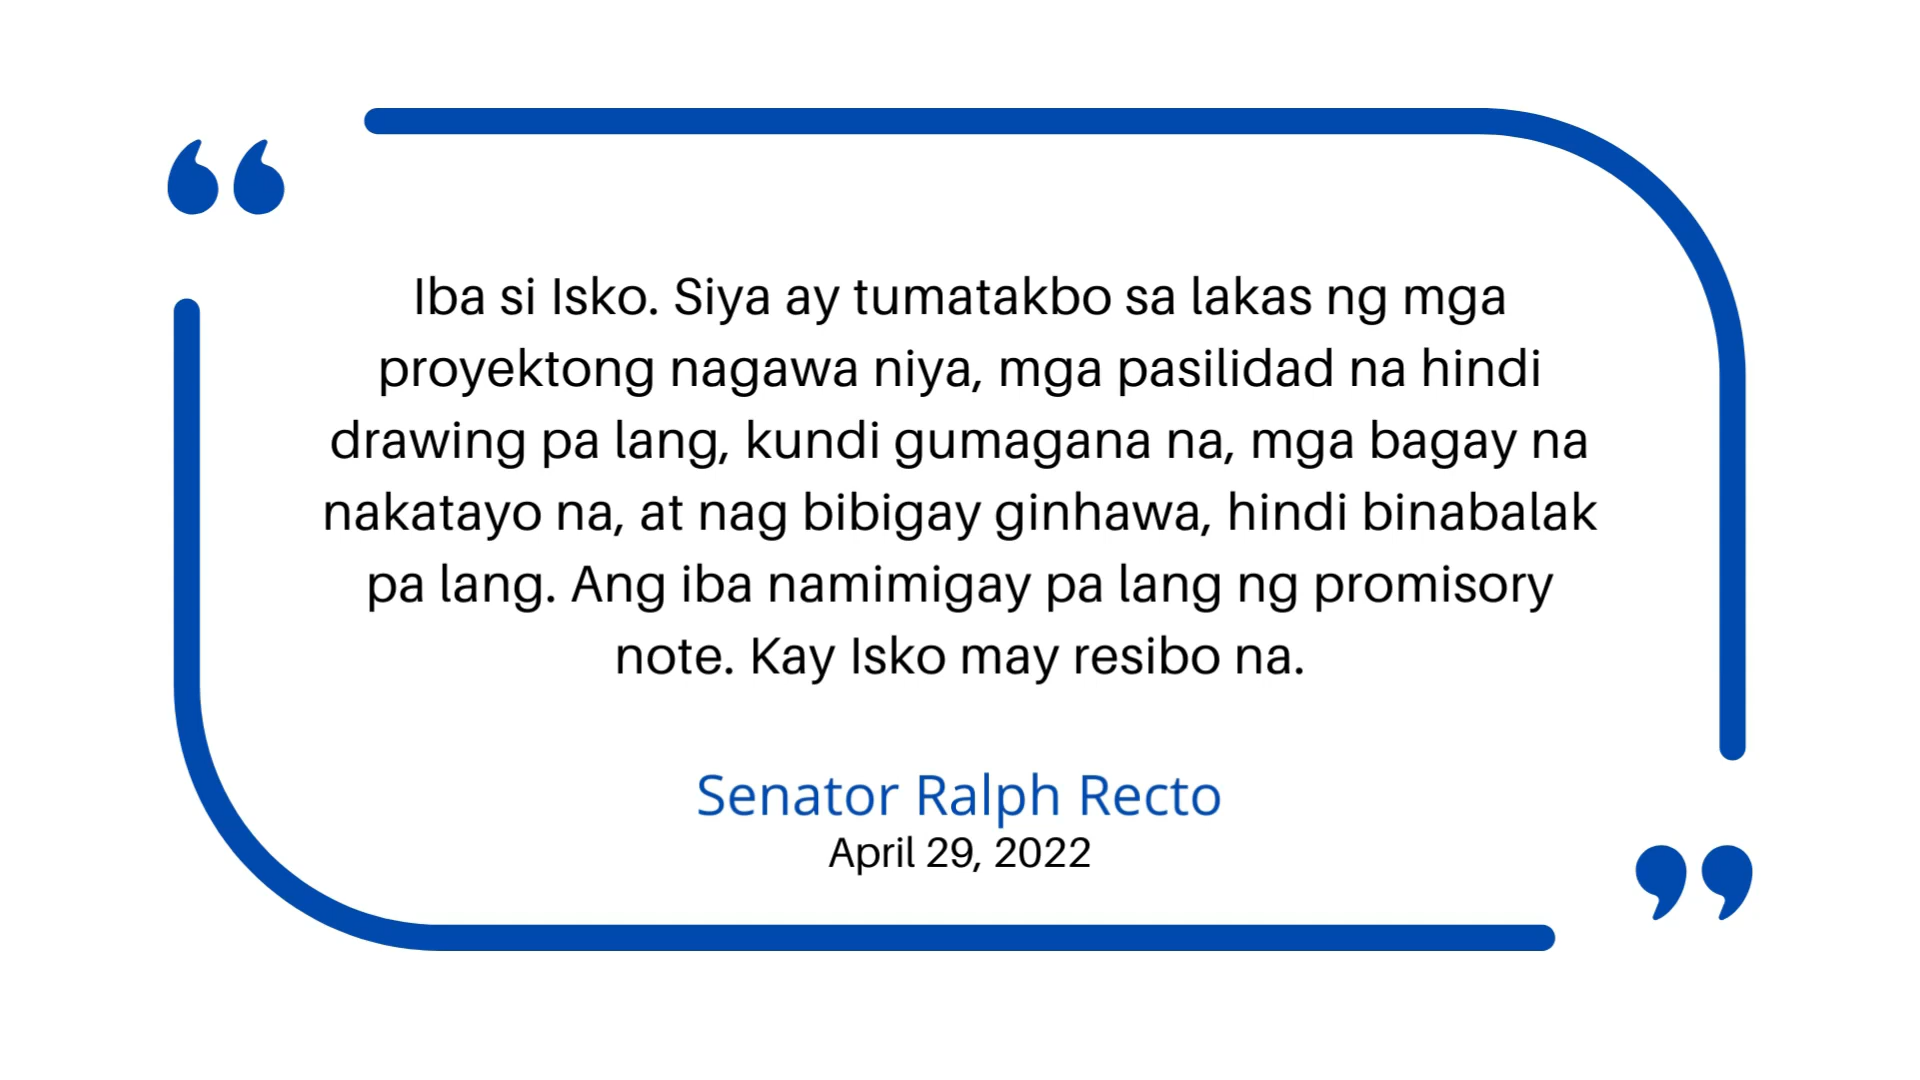 Iba si Isko. Siya ay tumatakbo sa lakas ng mga
proyektong nagawa niya, mga pasilidad na hindi
drawing pa lang, kundi gumagana na, mga bagay na
nakatayo na, at nag bibigay ginhawa, hindi binabalak
pa lang. Ang iba namimigay pa lang ng promisory
note. Kay Isko may resibo na.
Senator Ralph Recto
April 29, 2022